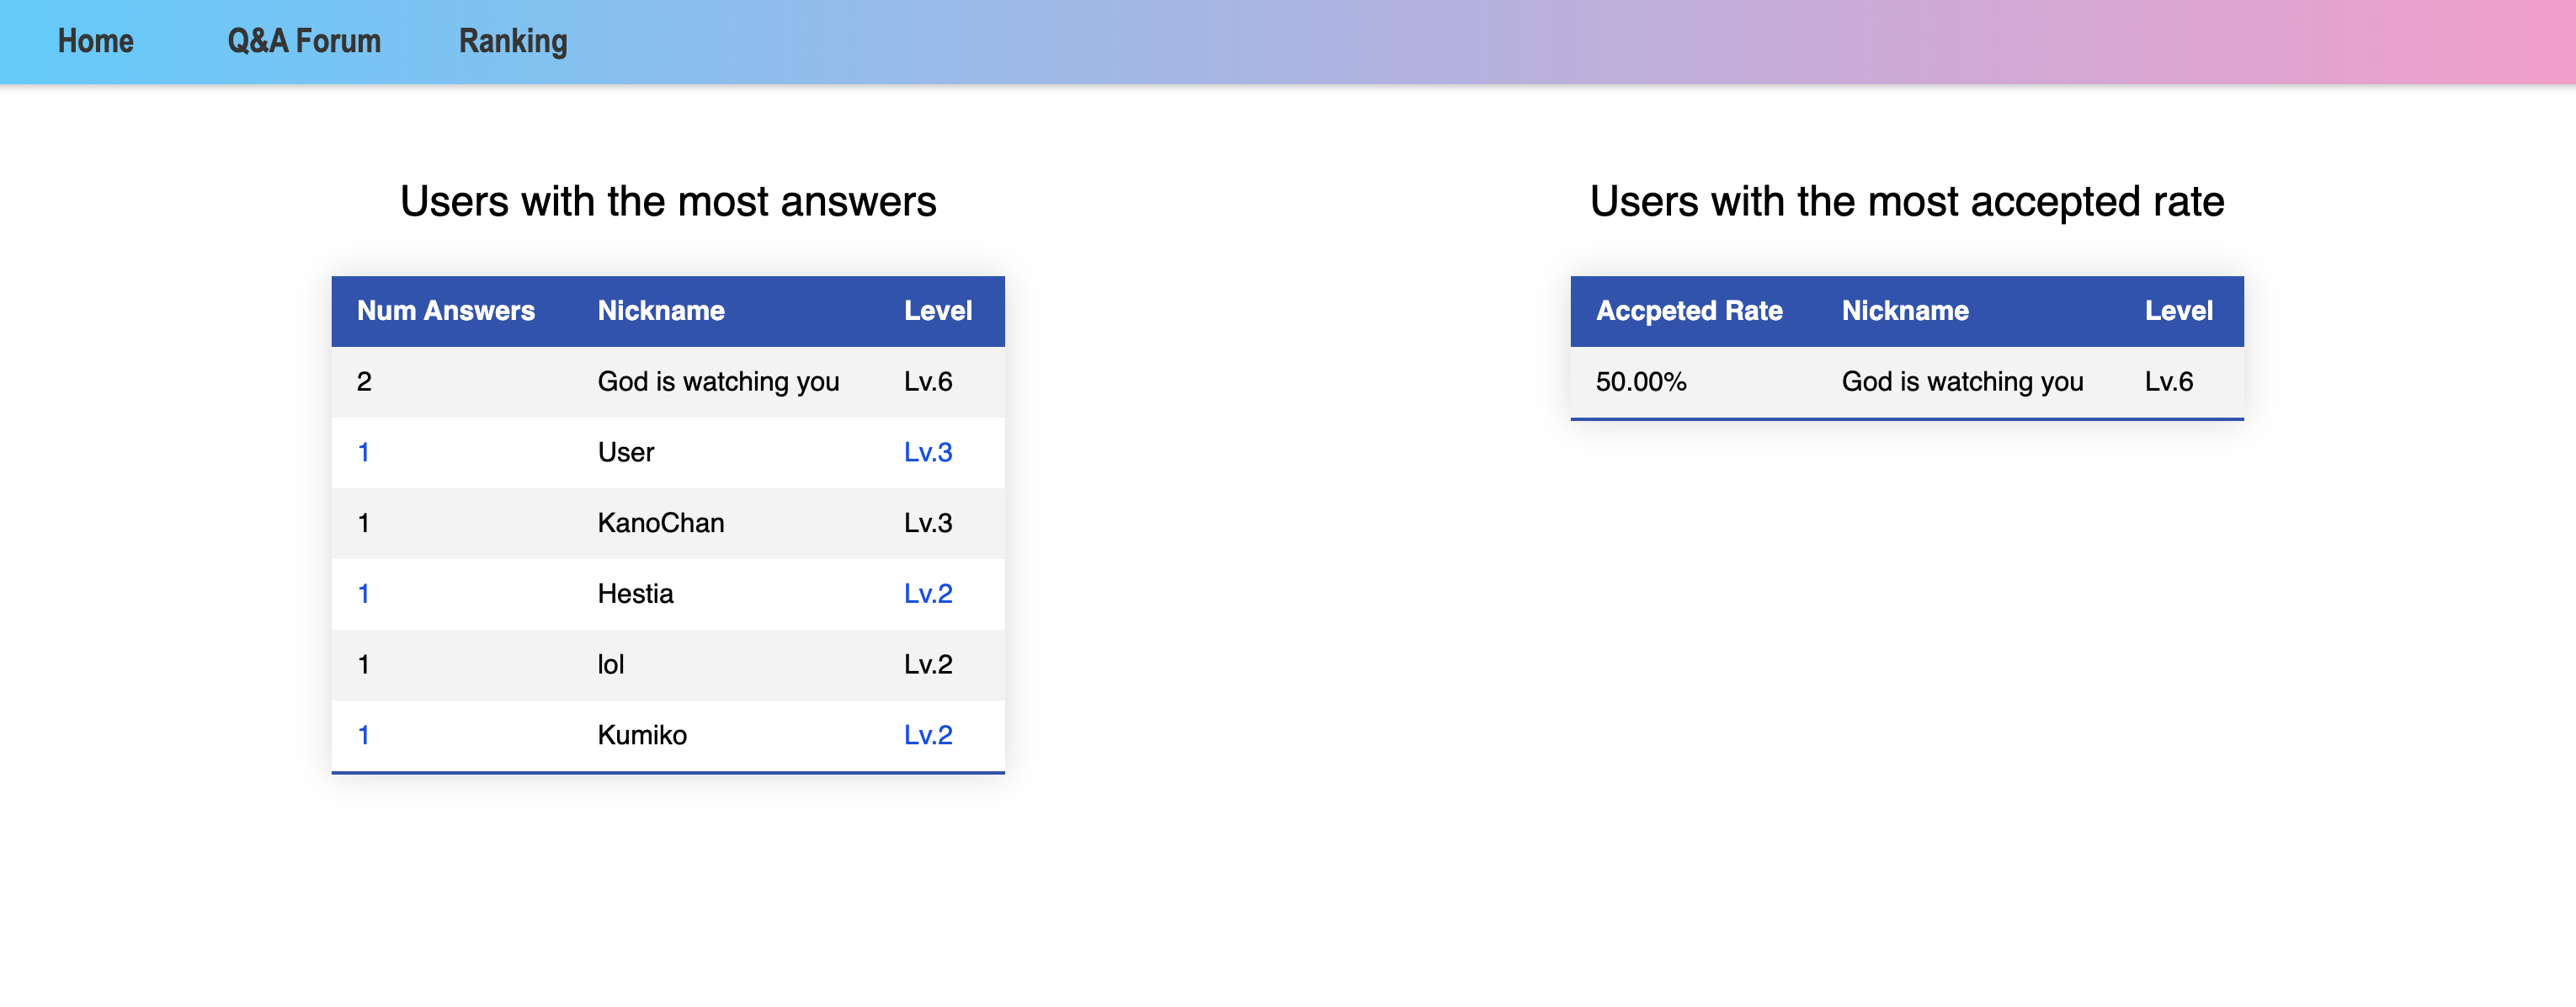 Home Q&A Forum Ranking
Users with the most answers
Num Answers Nickname Level
2 God is watching you Lv.6
1 User Lv.3
1 KanoChan Lv.3
1 Hestia Lv.2
1 lol Lv.2
1 Kumiko Lv.2
Users with the most accepted rate
Accpeted Rate Nickname Level
50.00% God is watching you Lv.6